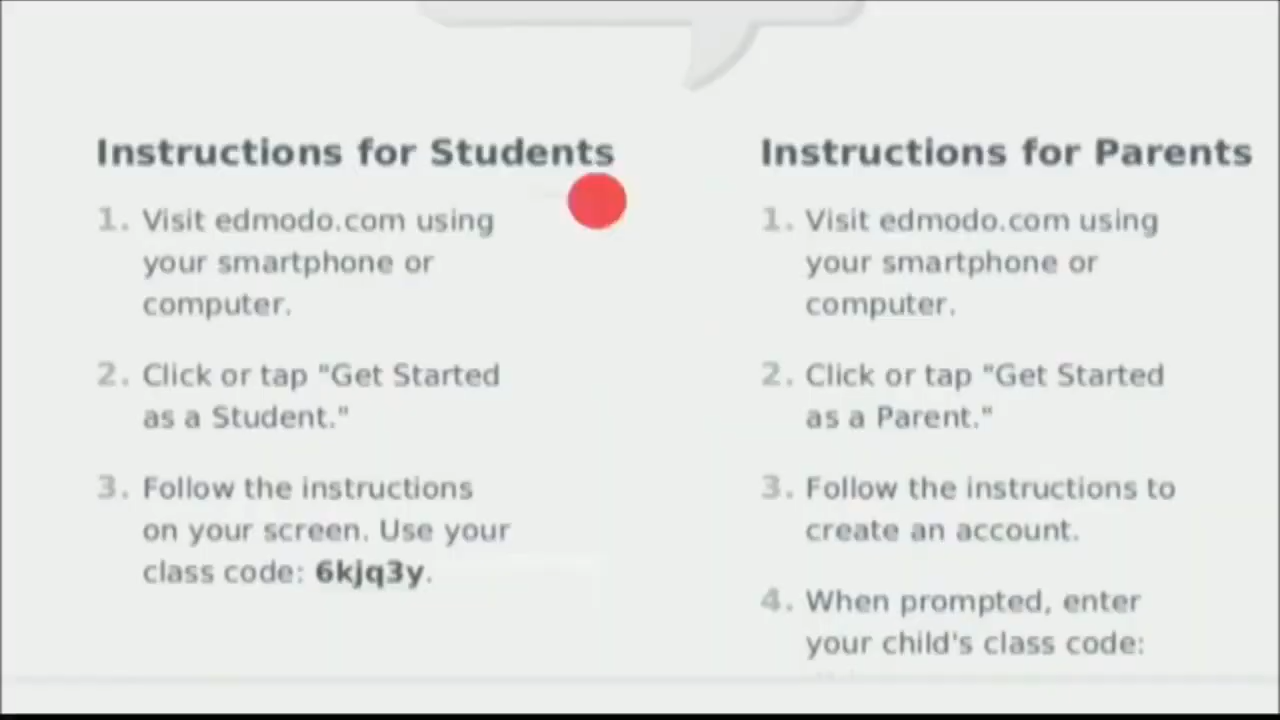 Instructions for Students
1. Visit edmodo.com using
your smartphone or
computer.
2. Click or tap "Get Started
as a Student."
3. Follow the instructions
on your screen. Use your
class code: 6kjq3y.
Instructions for Parents
1. Visit edmodo.com using
your smartphone or
computer.
2. Click or tap "Get Started
as a Parent."
3. Follow the instructions to
create an account.
4. When prompted, enter
your child's class code: